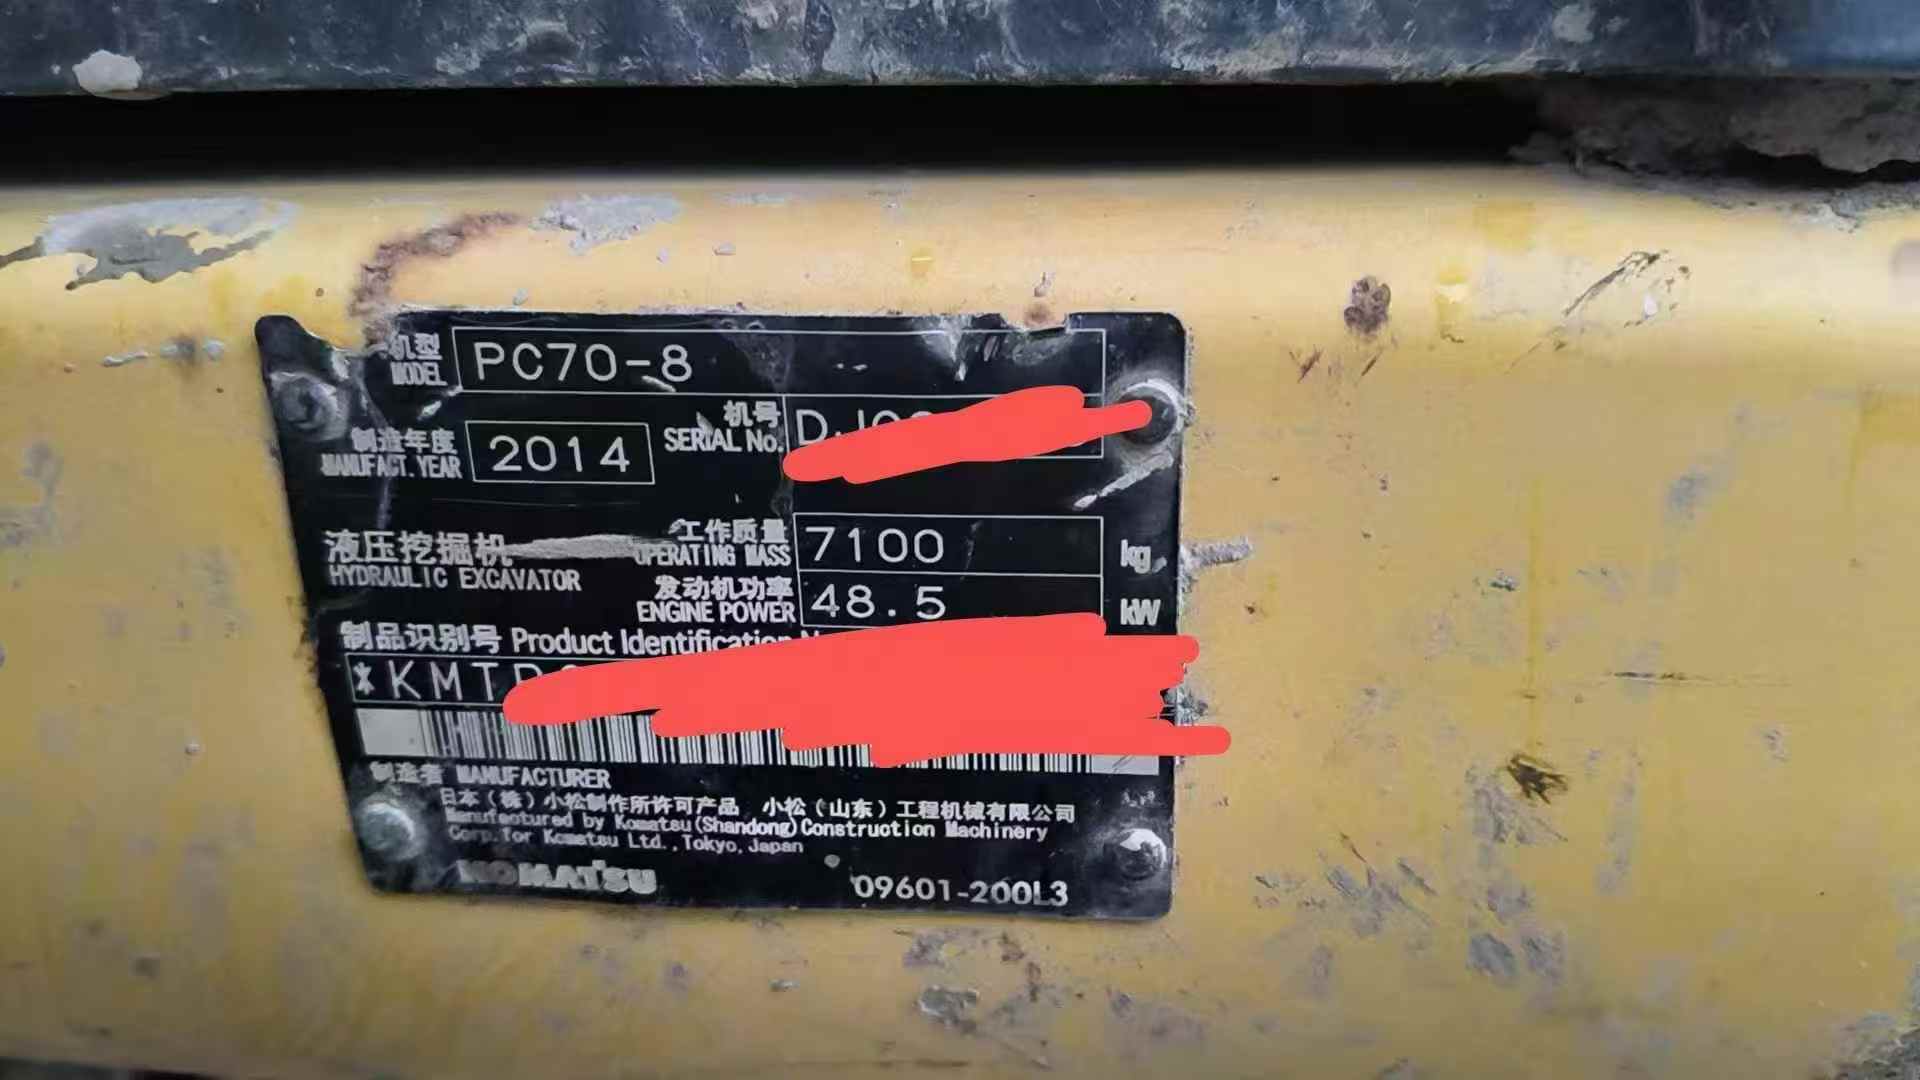 机型 MODEL PC70-8
制造年度 MANUFACT. YEAR 2014
机号 SERIAL No.
液压挖掘机
HYDRAULIC EXCAVATOR
工作质量 OPERATING MASS 7100 kg
发动机功率 ENGINE POWER 48.5 kW
制品识别号 Product Identification
*KMT
制造者 MANUFACTURER
日本（株）小松制作所许可产品 小松（山东）工程机械有限公司
Manufactured by Komatsu(Shandong)Construction Machinery
Corp.for Komatsu Ltd.,Tokyo,Japan
KOMATSU
09601-200L3